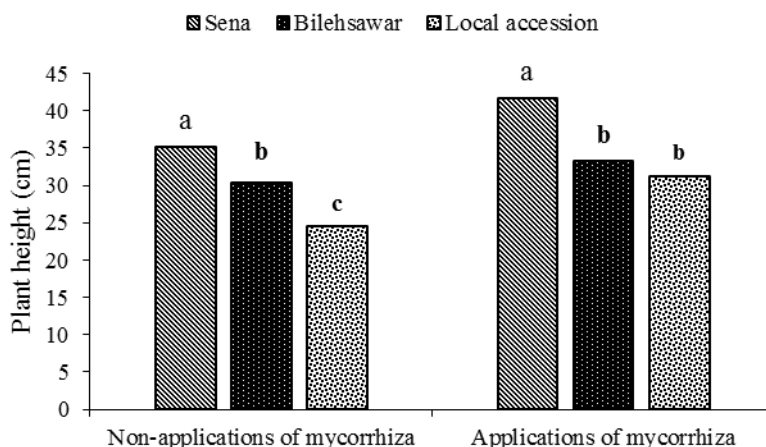 Sena Bilehsawar Local accession
Plant height (cm)
45
40
35
30
25
20
15
10
5
0
a
b
c
a
b
b
Non-applications of mycorrhiza Applications of mycorrhiza